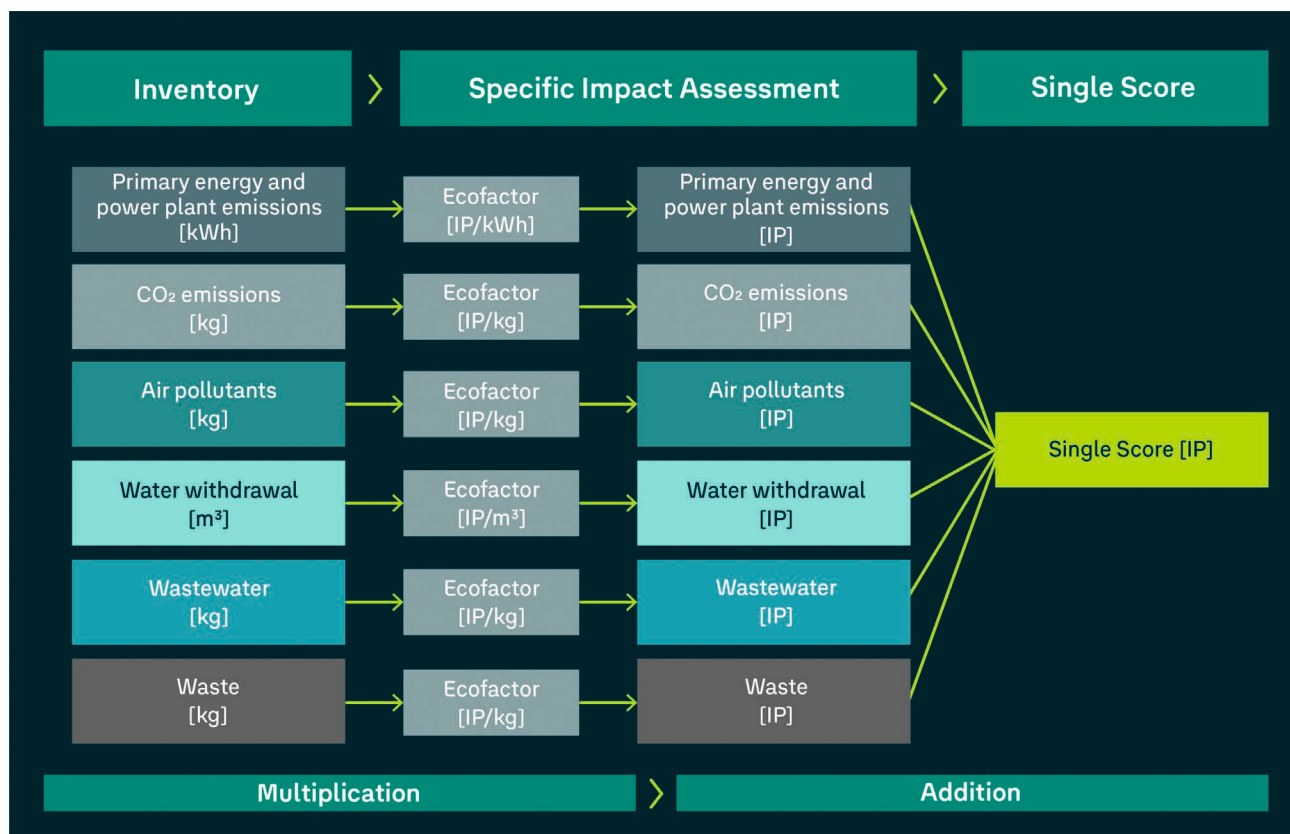 Inventory
Specific Impact Assessment
Single Score
Primary energy and
power plant emissions
[kWh]
Ecofactor
[IP/kWh]
Primary energy and
power plant emissions
[IP]
CO₂ emissions
[kg]
Ecofactor
[IP/kg]
CO₂ emissions
[IP]
Air pollutants
[kg]
Ecofactor
[IP/kg]
Air pollutants
[IP]
Single Score [IP]
Water withdrawal
[m³]
Ecofactor
[IP/m³]
Water withdrawal
[IP]
Wastewater
[kg]
Ecofactor
[IP/kg]
Wastewater
[IP]
Waste
[kg]
Ecofactor
[IP/kg]
Waste
[IP]
Multiplication
Addition